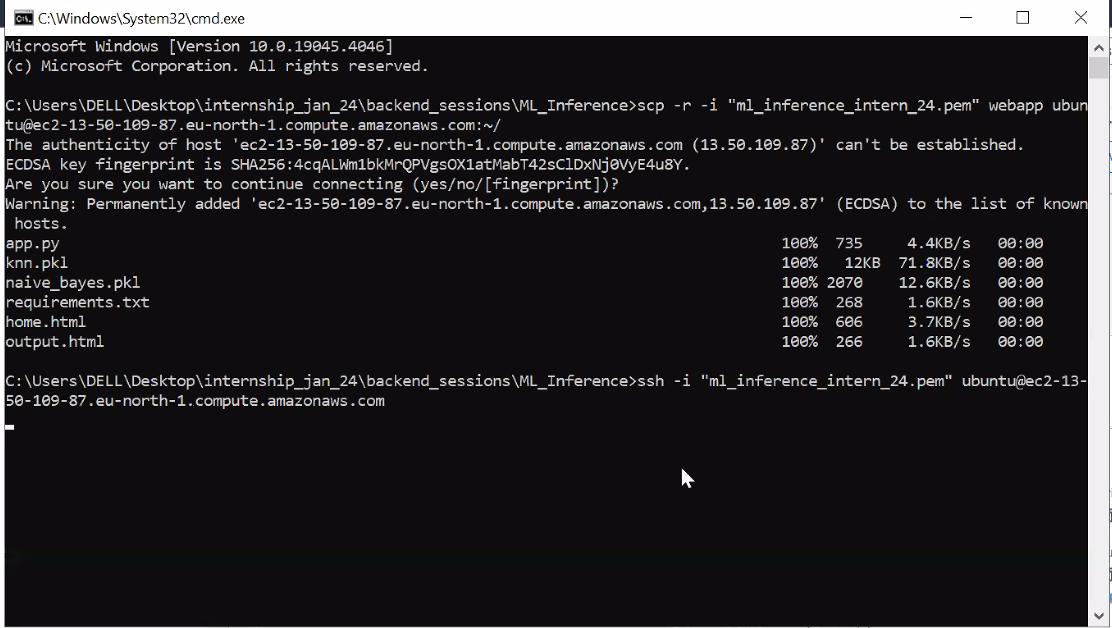 C:\Windows\System32\cmd.exe
Microsoft Windows [Version 10.0.19045.4046]
(c) Microsoft Corporation. All rights reserved.
C:\Users\DELL\Desktop\internship_jan_24\backend_sessions\ML_Inference>scp -r -i "ml_inference_intern_24.pem" webapp ubun
tu@ec2-13-50-109-87.eu-north-1.compute.amazonaws.com:~/
The authenticity of host 'ec2-13-50-109-87.eu-north-1.compute.amazonaws.com (13.50.109.87)' can't be established.
ECDSA key fingerprint is SHA256:4cqALWm1bkMrQPVgsOX1atMabT42sClDxNj0VyE4u8Y.
Are you sure you want to continue connecting (yes/no/[fingerprint])?
Warning: Permanently added 'ec2-13-50-109-87.eu-north-1.compute.amazonaws.com,13.50.109.87' (ECDSA) to the list of known
hosts.
app.py 100% 735 4.4KB/s 00:00
knn.pkl 100% 12KB 71.8KB/s 00:00
naive_bayes.pkl 100% 2070 12.6KB/s 00:00
requirements.txt 100% 268 1.6KB/s 00:00
home.html 100% 606 3.7KB/s 00:00
output.html 100% 266 1.6KB/s 00:00
C:\Users\DELL\Desktop\internship_jan_24\backend_sessions\ML_Inference>ssh -i "ml_inference_intern_24.pem" ubuntu@ec2-13-
50-109-87.eu-north-1.compute.amazonaws.com